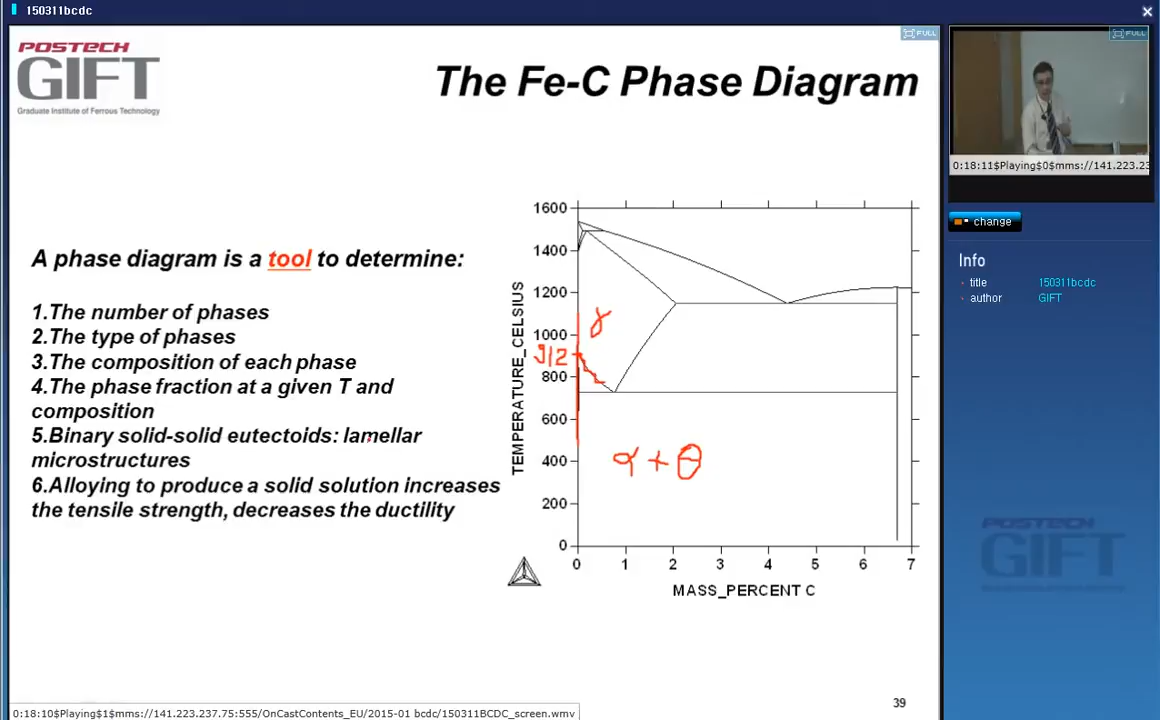 150311bcdc
POSTECH
GIFT
Graduate Institute of Ferrous Technology
FULL
The Fe-C Phase Diagram
A phase diagram is a tool to determine:
1.The number of phases
2.The type of phases
3.The composition of each phase
4.The phase fraction at a given T and
composition
5.Binary solid-solid eutectoids: lamellar
microstructures
6.Alloying to produce a solid solution increases
the tensile strength, decreases the ductility
TEMPERATURE_CELSIUS
1600
1400
1200
1000
800
600
400
200
0
γ
912
α + θ
0 1 2 3 4 5 6 7
MASS_PERCENT C
39
0:18:10$Playing$1$mms://141.223.237.75:555/OnCastContents_EU/2015-01 bcdc/150311BCDC_screen.wmv
FULL
0:18:11$Playing$0$mms://141.223.23
change
Info
title 150311bcdc
author GIFT
POSTECH
GIFT